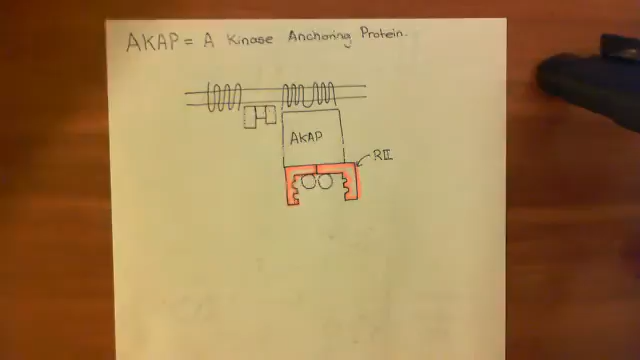 AKAP = A Kinase Anchoring Protein.
AKAP
RII